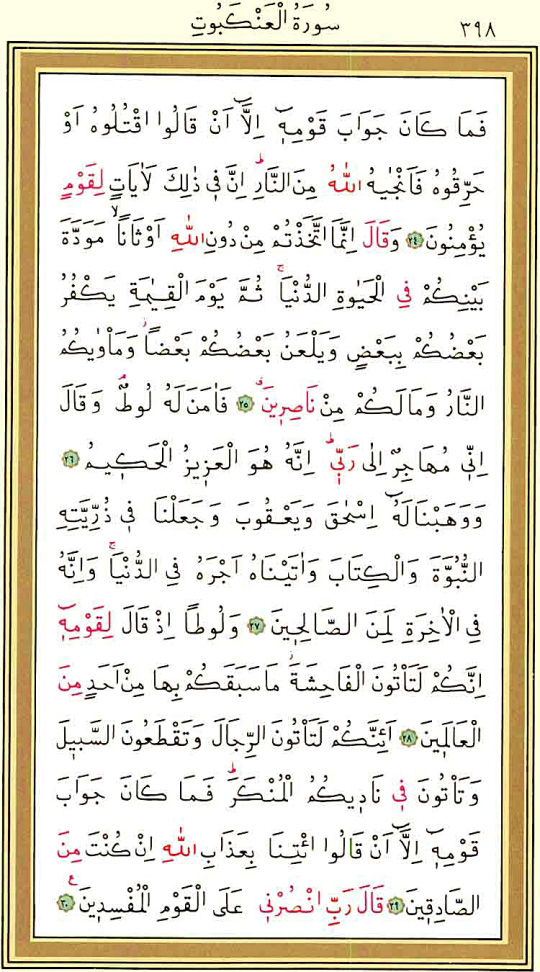 سُورَةُ الْعَنْكَبُوتِ ٣٩٨
فَمَا كَانَ جَوَابَ قَوْمِهٖٓ اِلَّٓا اَنْ قَالُوا اقْتُلُوهُ اَوْ
حَرِّقُوهُ فَاَنْجٰيهُ اللّٰهُ مِنَ النَّارِۜ اِنَّ فٖي ذٰلِكَ لَاٰيَاتٍ لِقَوْمٍ
يُؤْمِنُونَ ﴿٢٤﴾ وَقَالَ اِنَّمَا اتَّخَذْتُمْ مِنْ دُونِ اللّٰهِ اَوْثَاناًۙ مَوَدَّةَ
بَيْنِكُمْ فِي الْحَيٰوةِ الدُّنْيَاۚ ثُمَّ يَوْمَ الْقِيٰمَةِ يَكْفُرُ
بَعْضُكُمْ بِبَعْضٍ وَيَلْعَنُ بَعْضُكُمْ بَعْضاًؗ وَمَأْوٰيكُمُ
النَّارُ وَمَا لَكُمْ مِنْ نَاصِرٖينَۗ ﴿٢٥﴾ فَاٰمَنَ لَهُ لُوطٌۢ وَقَالَ
اِنّٖي مُهَاجِرٌ اِلٰى رَبّٖيۜ اِنَّهُ هُوَ الْعَزٖيزُ الْحَكٖيمُ ﴿٢٦﴾
وَوَهَبْنَا لَهُٓ اِسْحٰقَ وَيَعْقُوبَ وَجَعَلْنَا فٖي ذُرِّيَّتِهِ
النُّبُوَّةَ وَالْكِتَابَ وَاٰتَيْنَاهُ اَجْرَهُ فِي الدُّنْيَاۚ وَاِنَّهُ
فِي الْاٰخِرَةِ لَمِنَ الصَّالِحٖينَ ﴿٢٧﴾ وَلُوطاً اِذْ قَالَ لِقَوْمِهٖٓ
اِنَّكُمْ لَتَأْتُونَ الْفَاحِشَةَؗ مَا سَبَقَكُمْ بِهَا مِنْ اَحَدٍ مِنَ
الْعَالَمٖينَ ﴿٢٨﴾ اَئِنَّكُمْ لَتَأْتُونَ الرِّجَالَ وَتَقْطَعُونَ السَّبٖيلَ
وَتَأْتُونَ فٖي نَادٖيكُمُ الْمُنْكَرَۜ فَمَا كَانَ جَوَابَ
قَوْمِهٖٓ اِلَّٓا اَنْ قَالُوا ائْتِنَا بِعَذَابِ اللّٰهِ اِنْ كُنْتَ مِنَ
الصَّادِقٖينَ ﴿٢٩﴾ قَالَ رَبِّ انْصُرْنٖي عَلَى الْقَوْمِ الْمُفْسِدٖينَ ﴿٣٠﴾ ع